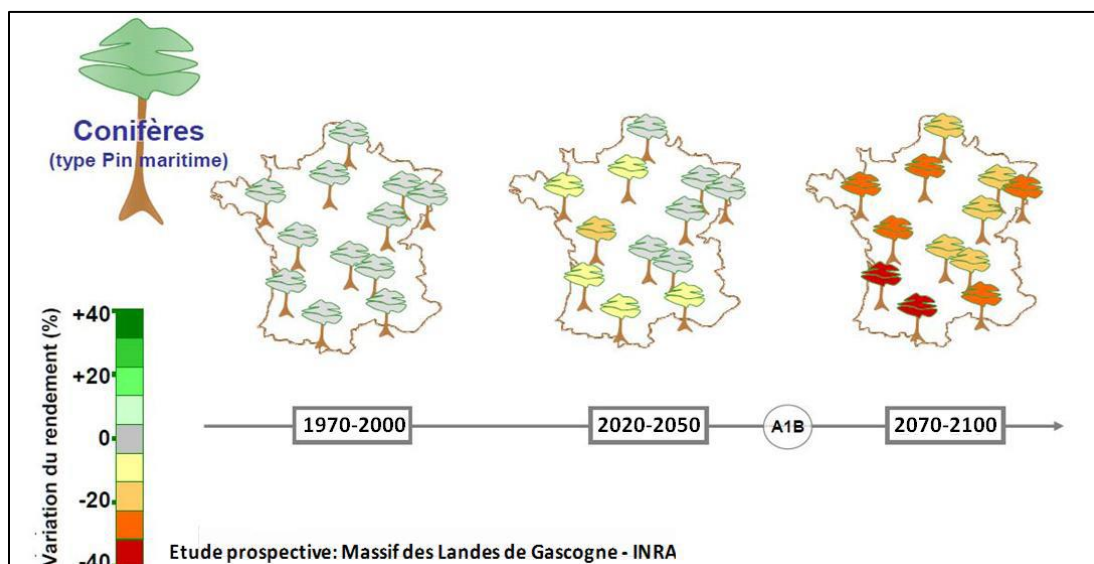 Conifères
(type Pin maritime)
Variation du rendement (%)
+40
+20
0
-20
-40
1970-2000
2020-2050
A1B
2070-2100
Etude prospective: Massif des Landes de Gascogne - INRA